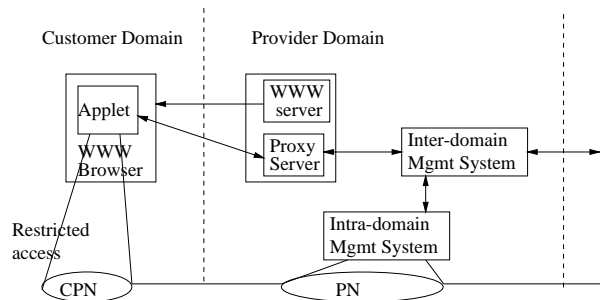 Customer Domain
Provider Domain
Applet
WWW
Browser
WWW
server
Proxy
Server
Inter-domain
Mgmt System
Intra-domain
Mgmt System
Restricted
access
CPN
PN